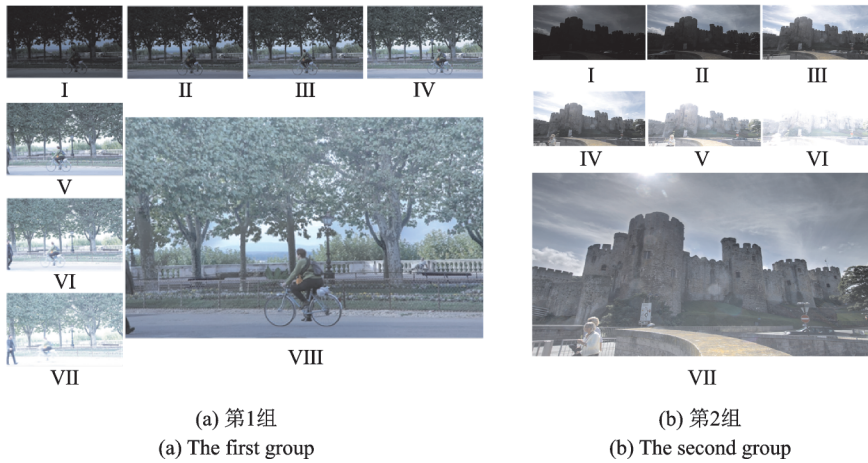 I II III IV
V
VI
VII
VIII
(a) 第1组
(a) The first group
I II III
IV V VI
VII
(b) 第2组
(b) The second group